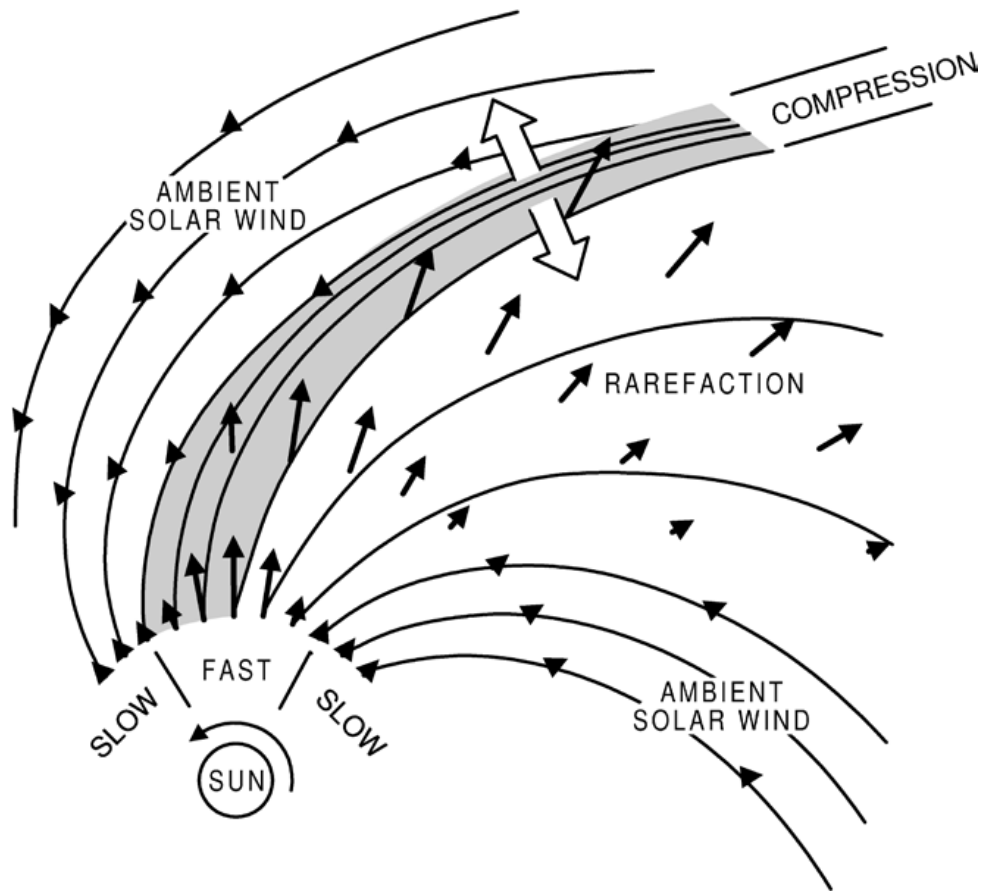 COMPRESSION
AMBIENT
SOLAR WIND
RAREFACTION
FAST
SLOW
SLOW
AMBIENT
SOLAR WIND
SUN